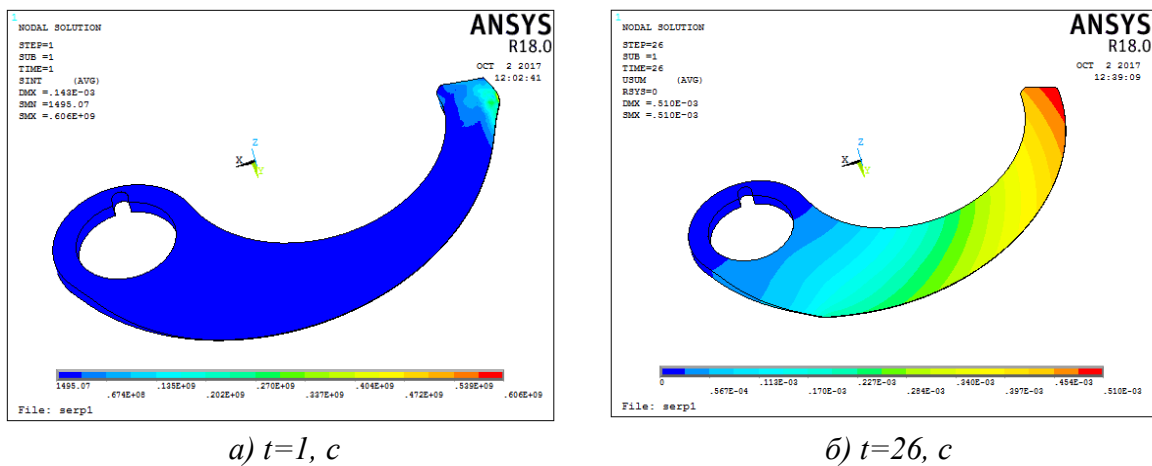 1
NODAL SOLUTION
STEP=1
SUB =1
TIME=1
SINT (AVG)
DMX =.143E-03
SMN =1495.07
SMX =.606E+09
ANSYS
R18.0
OCT 2 2017
12:02:41
Z
X
Y
1495.07 .135E+09 .270E+09 .404E+09 .539E+09
.674E+08 .202E+09 .337E+09 .472E+09 .606E+09
File: serp1
а) t=1, с
1
NODAL SOLUTION
STEP=26
SUB =1
TIME=26
USUM (AVG)
RSYS=0
DMX =.510E-03
SMX =.510E-03
ANSYS
R18.0
OCT 2 2017
12:39:09
Z
X
Y
0 .113E-03 .227E-03 .340E-03 .454E-03
.567E-04 .170E-03 .284E-03 .397E-03 .510E-03
File: serp1
б) t=26, с